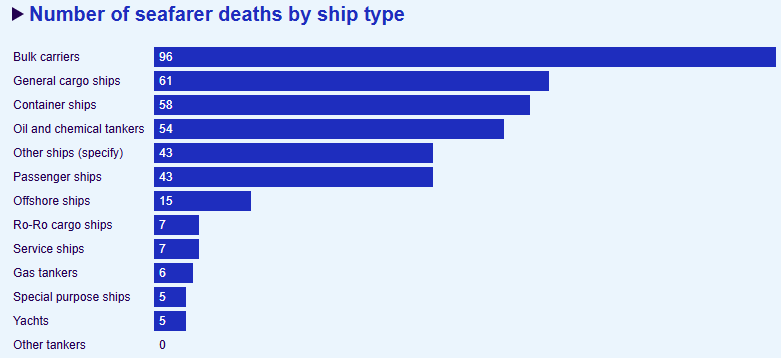 Number of seafarer deaths by ship type
Bulk carriers 96
General cargo ships 61
Container ships 58
Oil and chemical tankers 54
Other ships (specify) 43
Passenger ships 43
Offshore ships 15
Ro-Ro cargo ships 7
Service ships 7
Gas tankers 6
Special purpose ships 5
Yachts 5
Other tankers 0